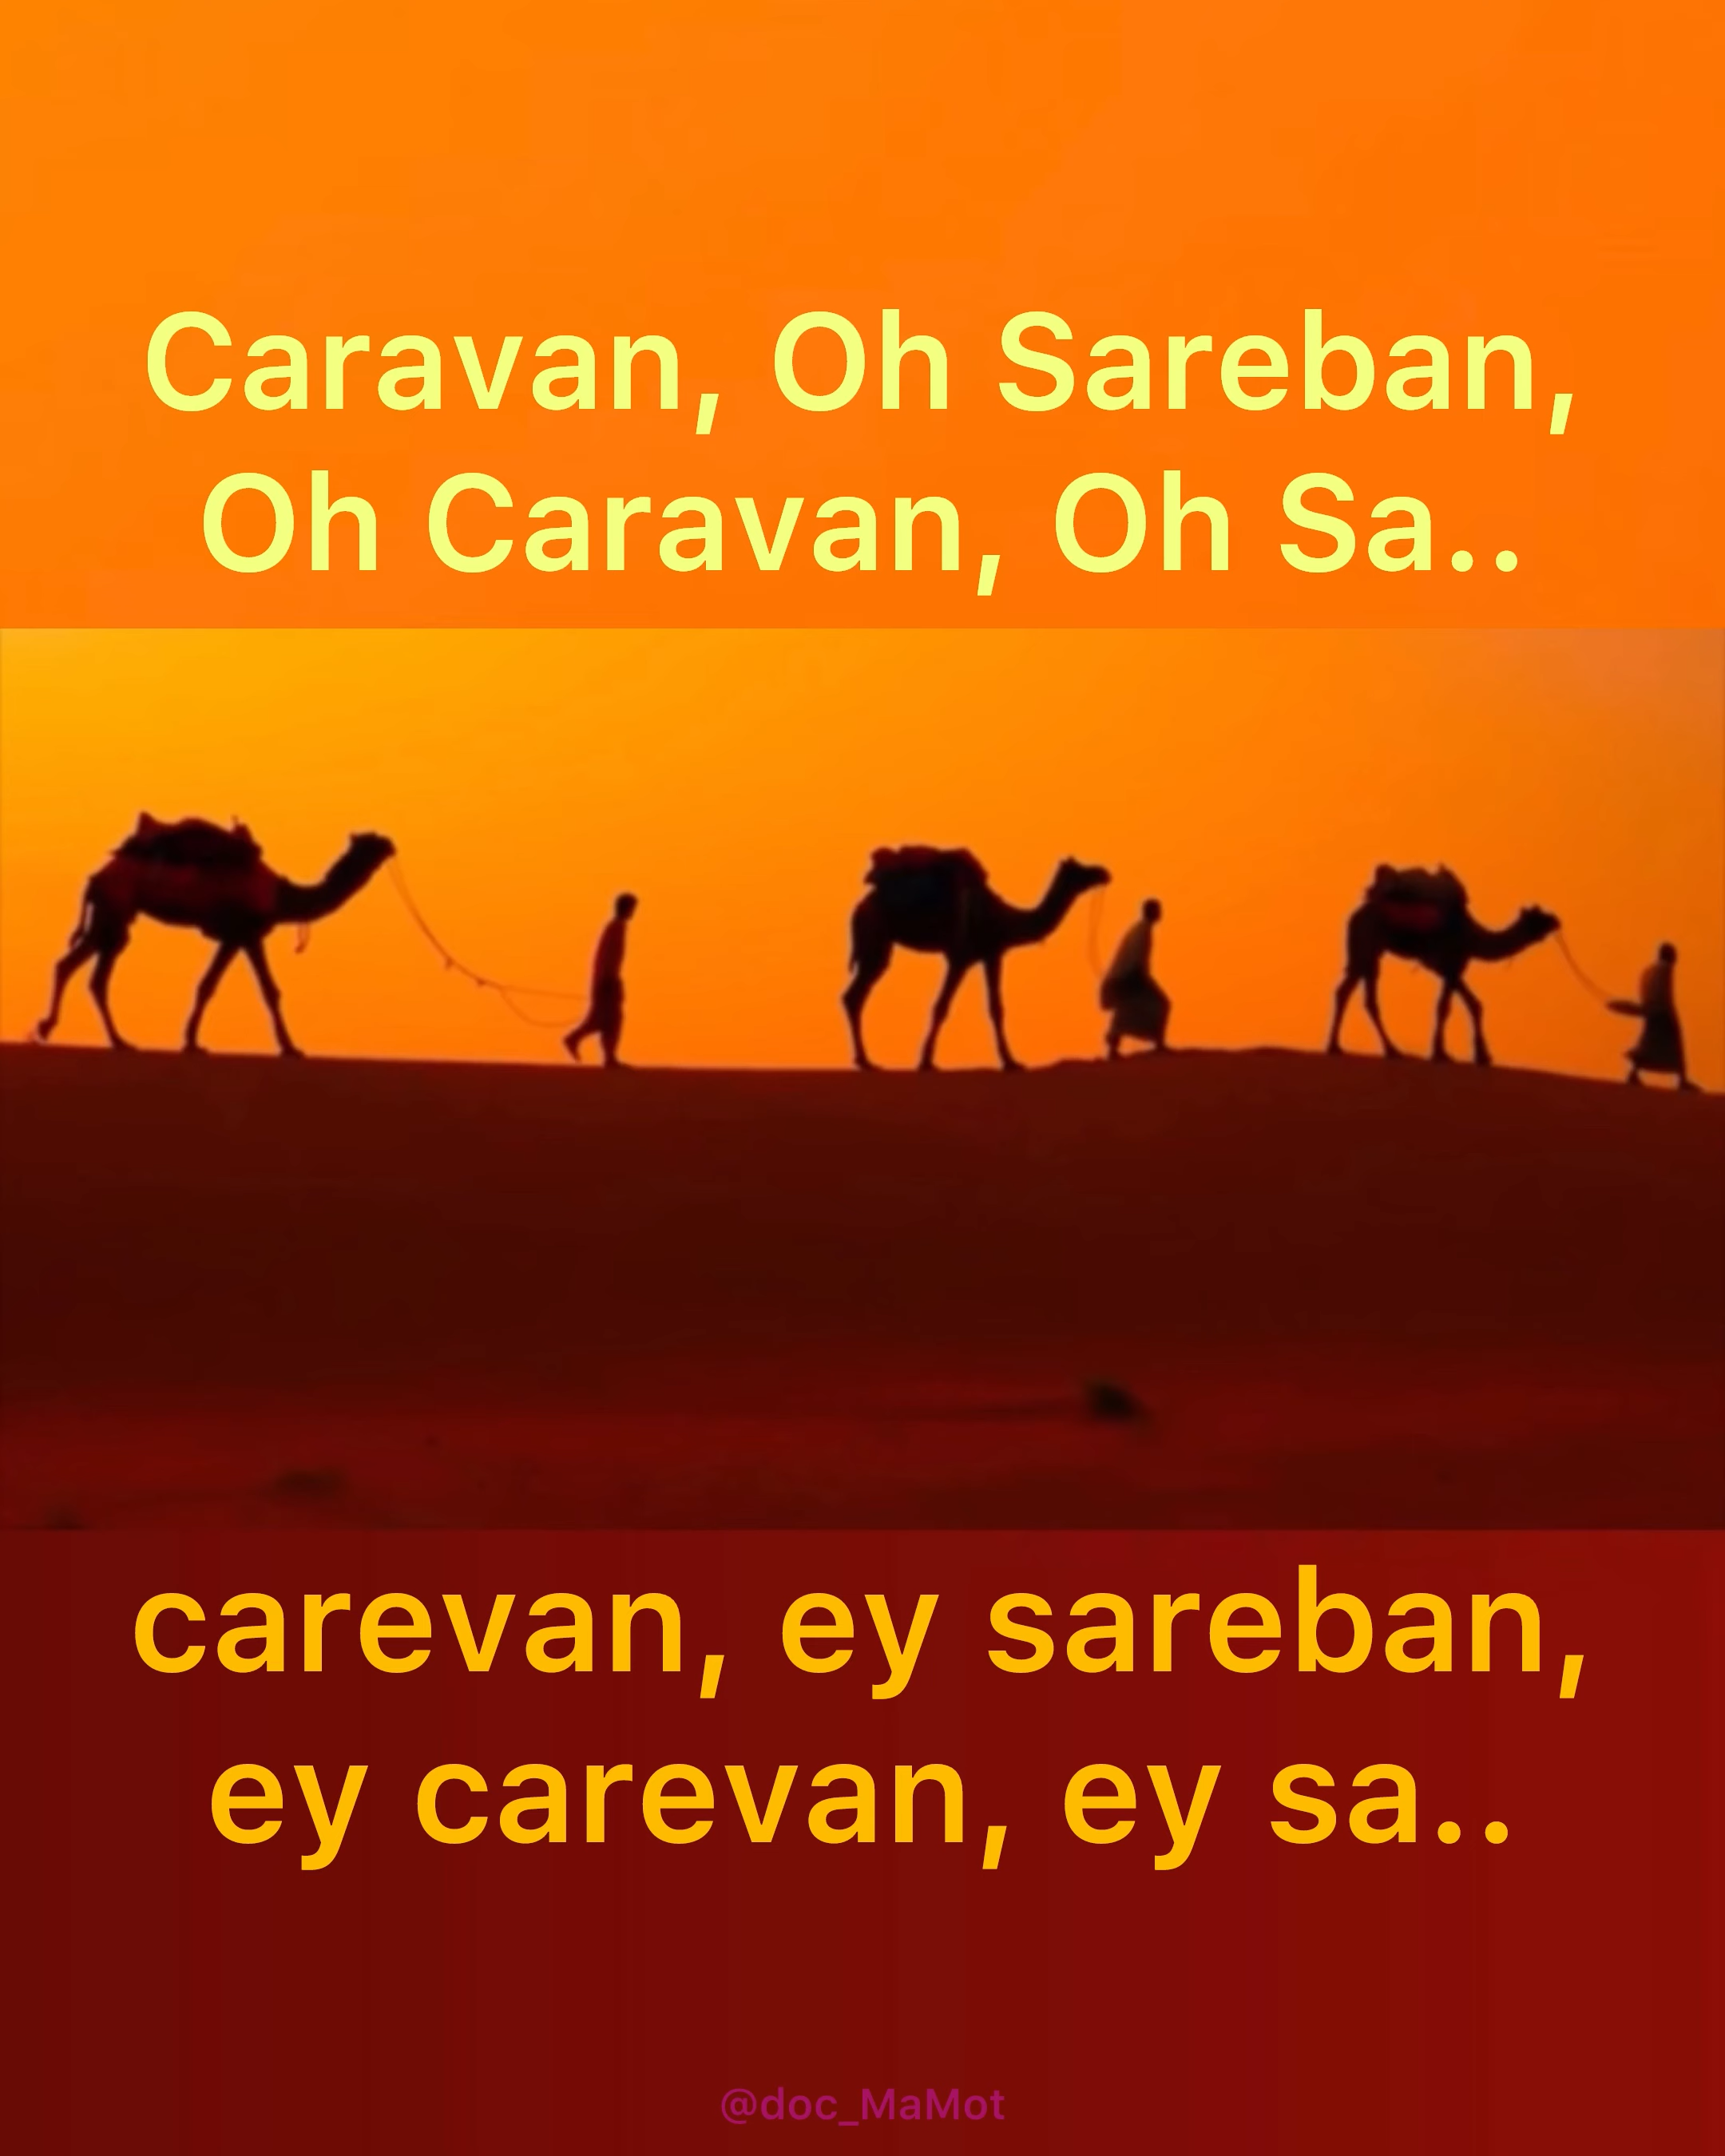 Caravan, Oh Sareban,
Oh Caravan, Oh Sa..
carevan, ey sareban,
ey carevan, ey sa..
@doc_MaMot